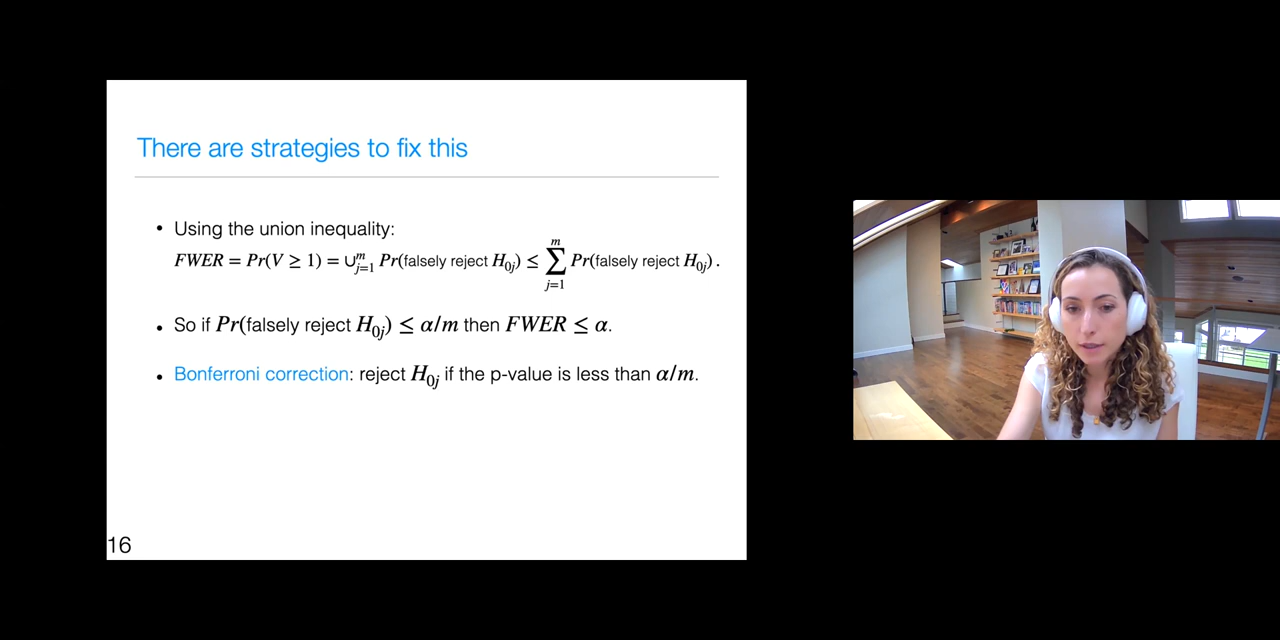 There are strategies to fix this
• Using the union inequality:
FWER = Pr(V ≥ 1) = ∪ᵐⱼ₌₁ Pr(falsely reject H₀ⱼ) ≤ ∑ᵐⱼ₌₁ Pr(falsely reject H₀ⱼ).
• So if Pr(falsely reject H₀ⱼ) ≤ α/m then FWER ≤ α.
• Bonferroni correction: reject H₀ⱼ if the p-value is less than α/m.
16